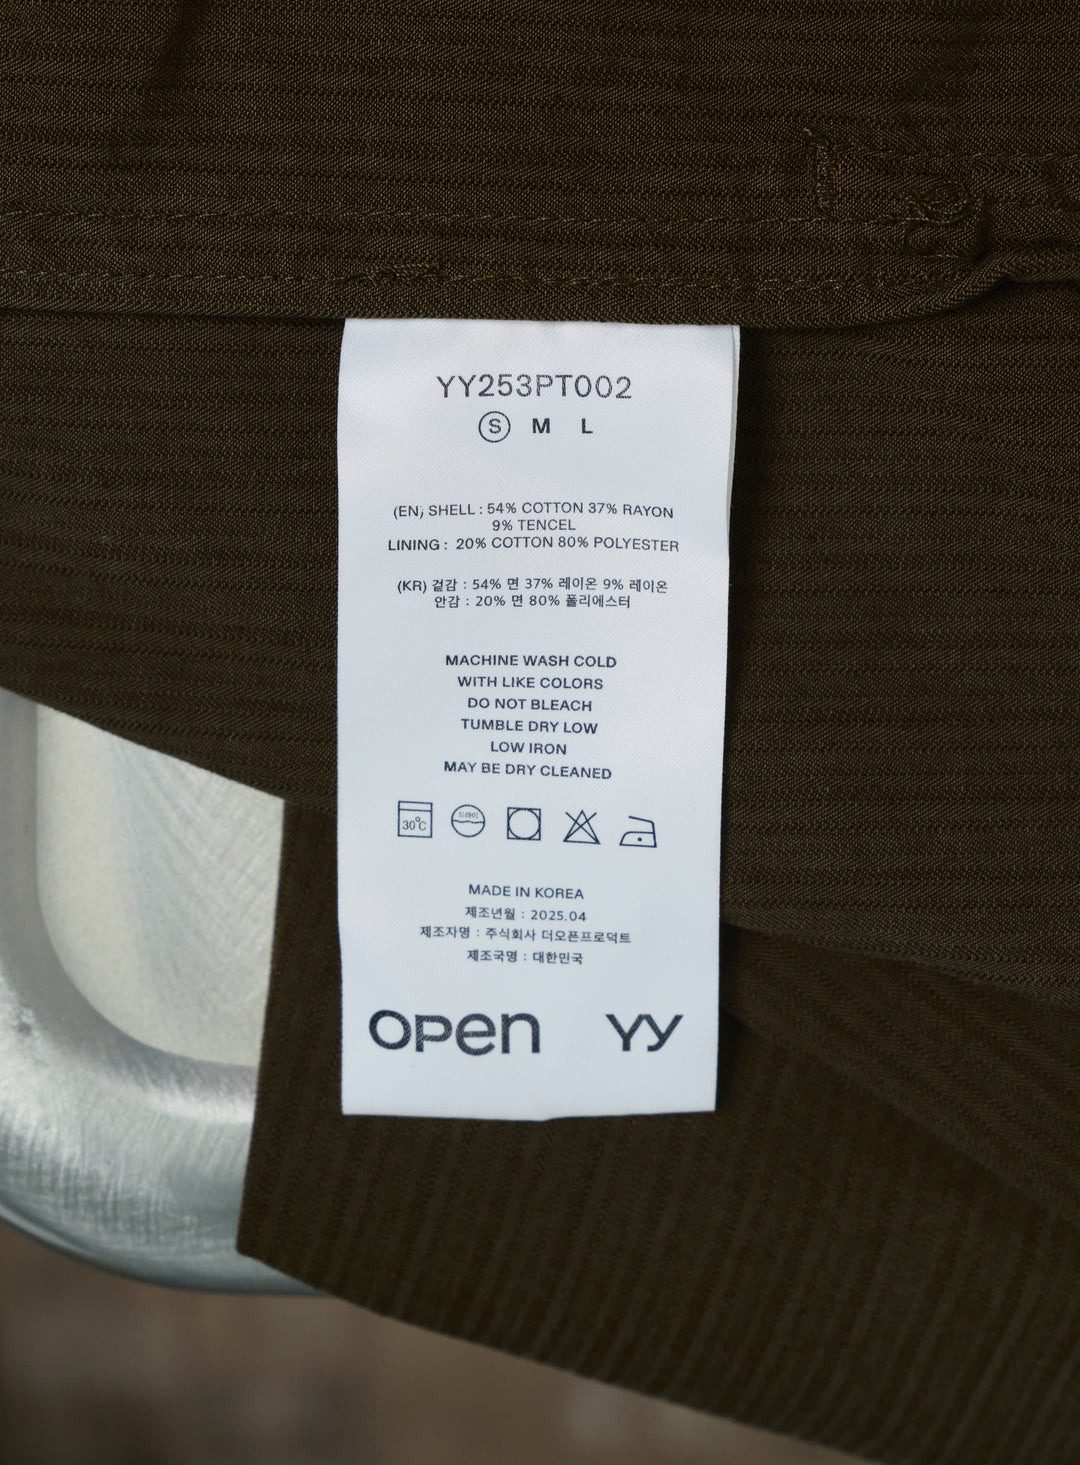 YY253PT002
S M L
(EN) SHELL : 54% COTTON 37% RAYON
9% TENCEL
LINING : 20% COTTON 80% POLYESTER
(KR) 겉감 : 54% 면 37% 레이온 9% 레이온
안감 : 20% 면 80% 폴리에스터
MACHINE WASH COLD
WITH LIKE COLORS
DO NOT BLEACH
TUMBLE DRY LOW
LOW IRON
MAY BE DRY CLEANED
30℃ 드라이
MADE IN KOREA
제조년월 : 2025.04
제조자명 : 주식회사 더오픈프로덕트
제조국명 : 대한민국
OPEN YY